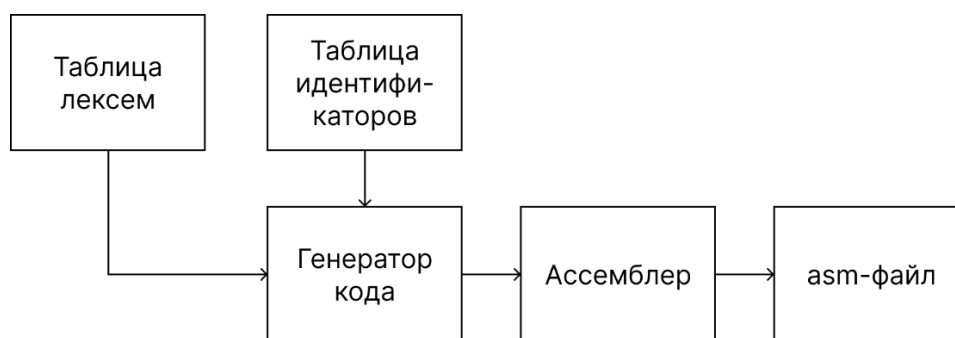 Таблица
лексем
Таблица
идентифи-
каторов
Генератор
кода
Ассемблер
asm-файл